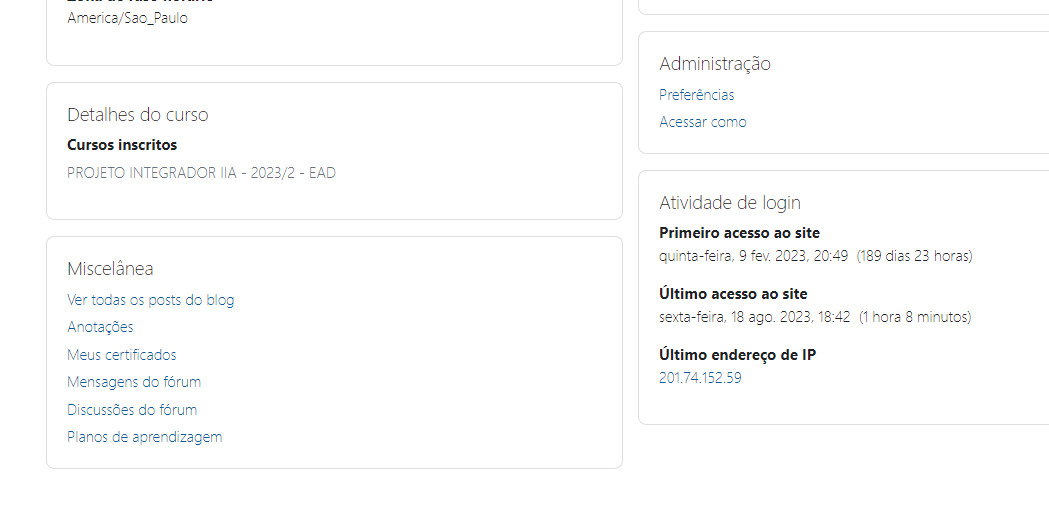 America/Sao_Paulo
Detalhes do curso
Cursos inscritos
PROJETO INTEGRADOR IIA - 2023/2 - EAD
Miscelânea
Ver todas os posts do blog
Anotações
Meus certificados
Mensagens do fórum
Discussões do fórum
Planos de aprendizagem
Administração
Preferências
Acessar como
Atividade de login
Primeiro acesso ao site
quinta-feira, 9 fev. 2023, 20:49 (189 dias 23 horas)
Último acesso ao site
sexta-feira, 18 ago. 2023, 18:42 (1 hora 8 minutos)
Último endereço de IP
201.74.152.59